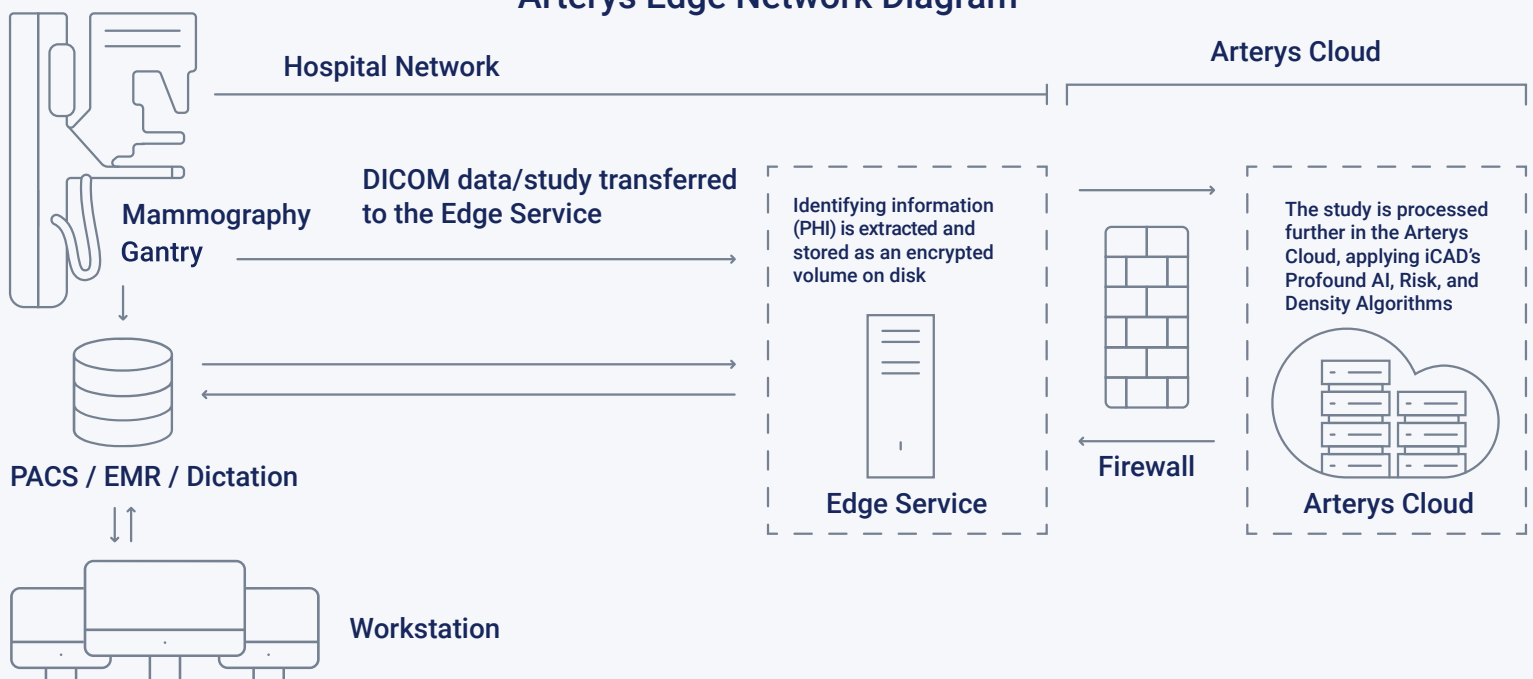 Arterys Edge Network Diagram
Hospital Network
Arterys Cloud
DICOM data/study transferred
to the Edge Service
Mammography
Gantry
Identifying information
(PHI) is extracted and
stored as an encrypted
volume on disk
The study is processed
further in the Arterys
Cloud, applying iCAD’s
Profound AI, Risk, and
Density Algorithms
PACS / EMR / Dictation
Edge Service
Firewall
Arterys Cloud
Workstation